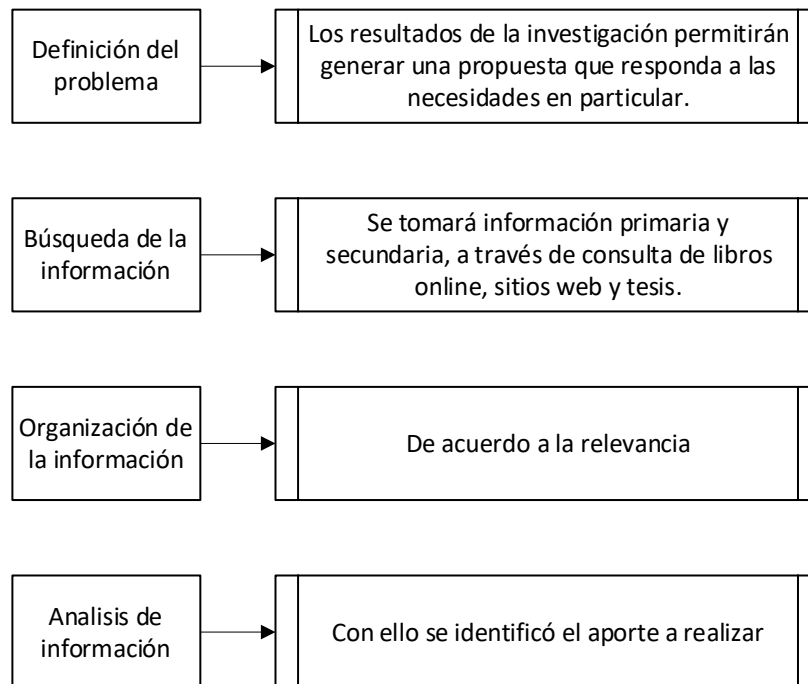 Definición del
problema
Los resultados de la investigación permitirán
generar una propuesta que responda a las
necesidades en particular.
Búsqueda de la
información
Se tomará información primaria y
secundaria, a través de consulta de libros
online, sitios web y tesis.
Organización de
la información
De acuerdo a la relevancia
Analisis de
información
Con ello se identificó el aporte a realizar